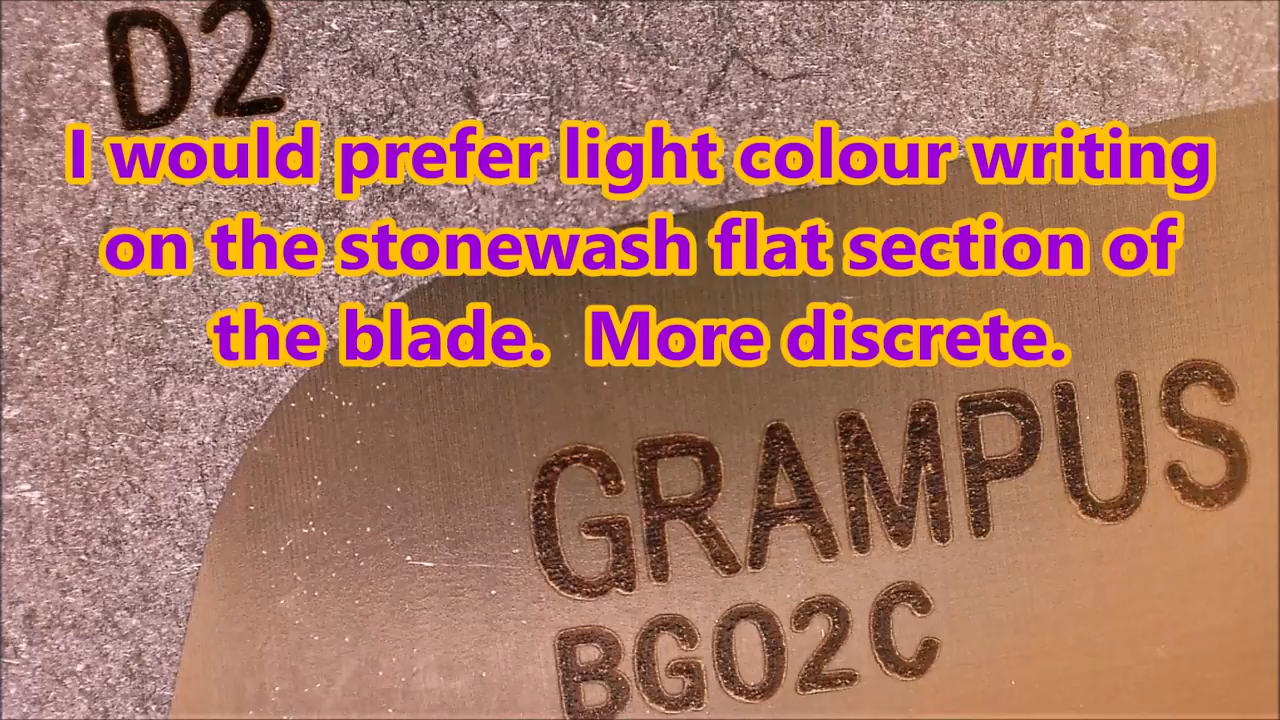 D2
I would prefer light colour writing
on the stonewash flat section of
the blade.  More discrete.
GRAMPUS
BG02C